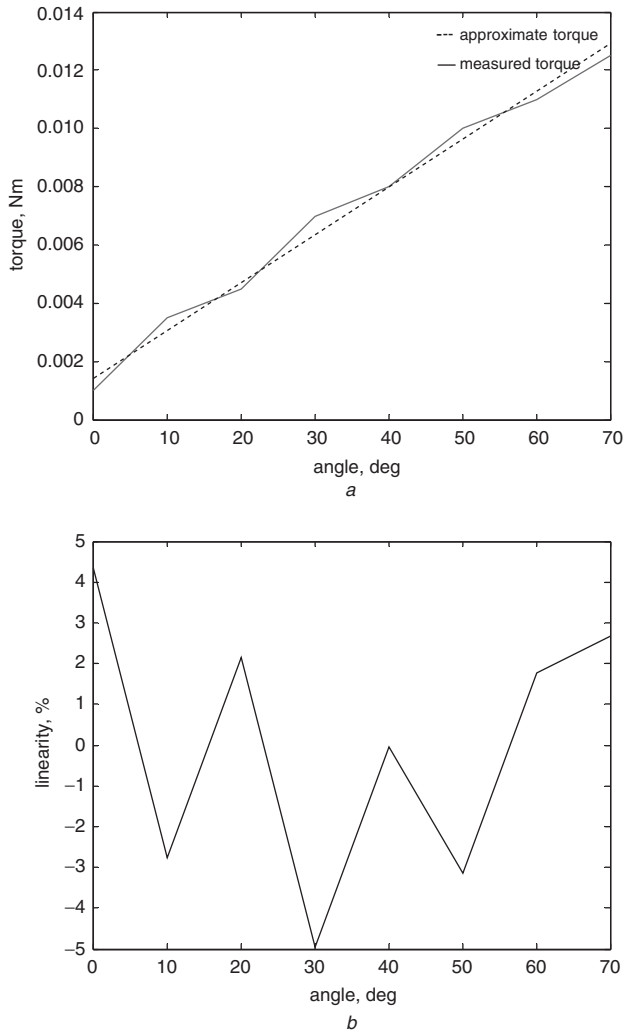 0.014
approximate torque
measured torque
0.012
0.010
0.008
0.006
0.004
0.002
0
torque, Nm
0 10 20 30 40 50 60 70
angle, deg
a
5
4
3
2
1
0
−1
−2
−3
−4
−5
linearity, %
0 10 20 30 40 50 60 70
angle, deg
b